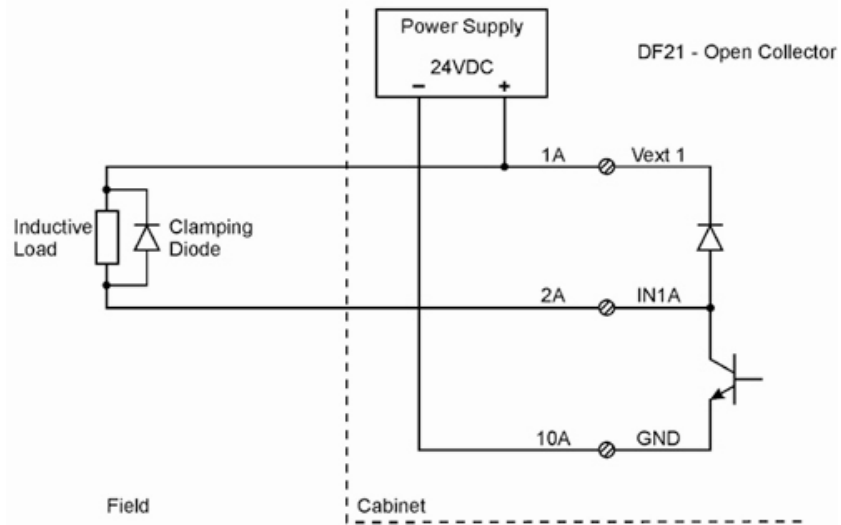 Power Supply
24VDC
− +
DF21 - Open Collector
1A Vext 1
Inductive
Load
Clamping
Diode
2A IN1A
10A GND
Field
Cabinet